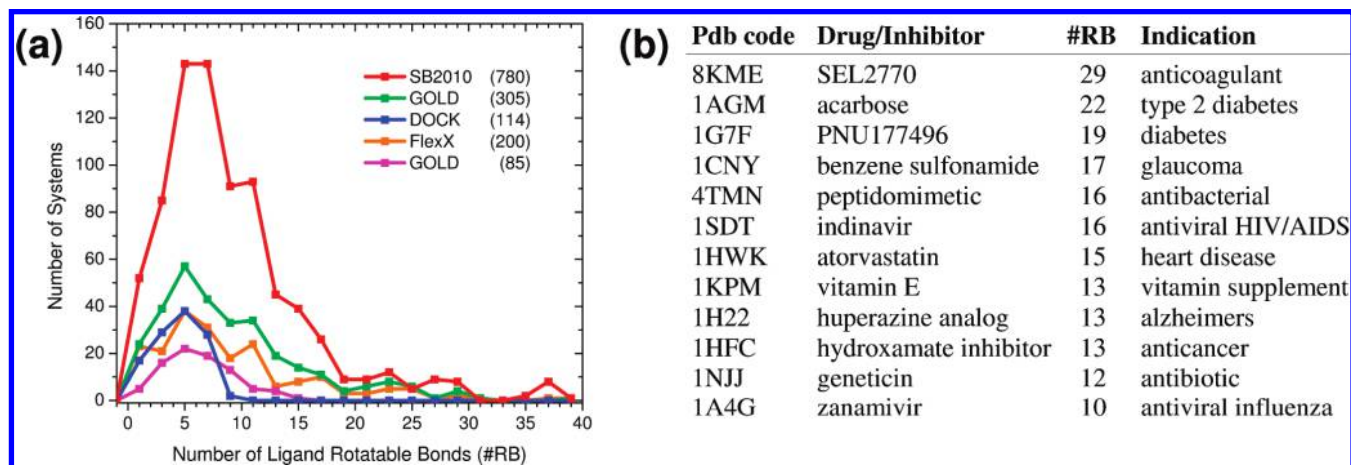 (a)
160
140
120
100
80
60
40
20
0
Number of Systems
SB2010 (780)
GOLD (305)
DOCK (114)
FlexX (200)
GOLD (85)
0 5 10 15 20 25 30 35 40
Number of Ligand Rotatable Bonds (#RB)
(b)
Pdb code Drug/Inhibitor #RB Indication
8KME SEL2770 29 anticoagulant
1AGM acarbose 22 type 2 diabetes
1G7F PNU177496 19 diabetes
1CNY benzene sulfonamide 17 glaucoma
4TMN peptidomimetic 16 antibacterial
1SDT indinavir 16 antiviral HIV/AIDS
1HWK atorvastatin 15 heart disease
1KPM vitamin E 13 vitamin supplement
1H22 huperazine analog 13 alzheimers
1HFC hydroxamate inhibitor 13 anticancer
1NJJ geneticin 12 antibiotic
1A4G zanamivir 10 antiviral influenza